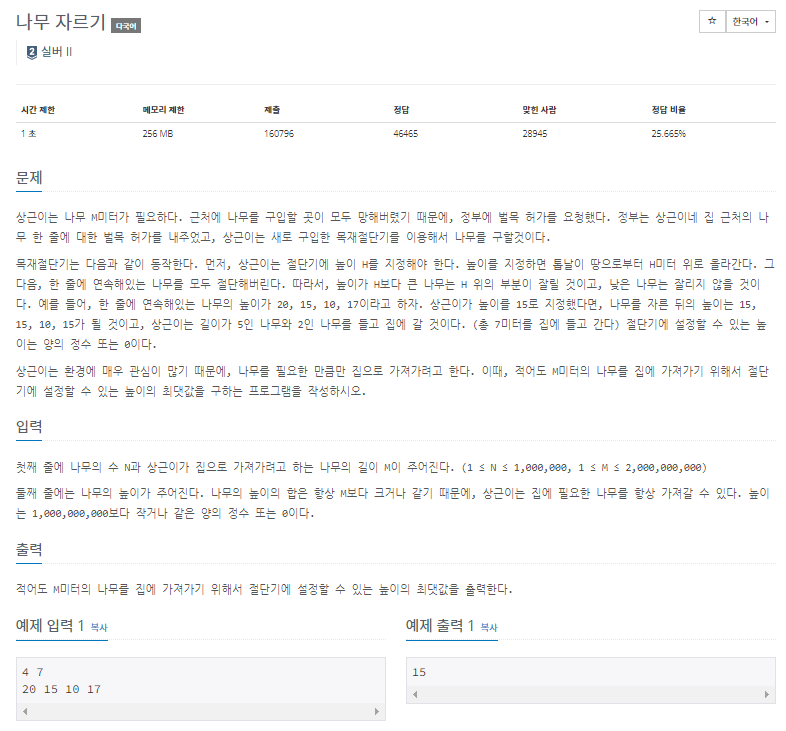 나무 자르기 다국어
☆ 한국어
2 실버 II
시간 제한 메모리 제한 제출 정답 맞힌 사람 정답 비율
1 초 256 MB 160796 46465 28945 25.665%
문제
상근이는 나무 M미터가 필요하다. 근처에 나무를 구입할 곳이 모두 망해버렸기 때문에, 정부에 벌목 허가를 요청했다. 정부는 상근이네 집 근처의 나
무 한 줄에 대한 벌목 허가를 내주었고, 상근이는 새로 구입한 목재절단기를 이용해서 나무를 구할것이다.
목재절단기는 다음과 같이 동작한다. 먼저, 상근이는 절단기에 높이 H를 지정해야 한다. 높이를 지정하면 톱날이 땅으로부터 H미터 위로 올라간다. 그
다음, 한 줄에 연속해있는 나무를 모두 절단해버린다. 따라서, 높이가 H보다 큰 나무는 H 위의 부분이 잘릴 것이고, 낮은 나무는 잘리지 않을 것이
다. 예를 들어, 한 줄에 연속해있는 나무의 높이가 20, 15, 10, 17이라고 하자. 상근이가 높이를 15로 지정했다면, 나무를 자른 뒤의 높이는 15,
15, 10, 15가 될 것이고, 상근이는 길이가 5인 나무와 2인 나무를 들고 집에 갈 것이다. (총 7미터를 집에 들고 간다) 절단기에 설정할 수 있는 높
이는 양의 정수 또는 0이다.
상근이는 환경에 매우 관심이 많기 때문에, 나무를 필요한 만큼만 집으로 가져가려고 한다. 이때, 적어도 M미터의 나무를 집에 가져가기 위해서 절단
기에 설정할 수 있는 높이의 최댓값을 구하는 프로그램을 작성하시오.
입력
첫째 줄에 나무의 수 N과 상근이가 집으로 가져가려고 하는 나무의 길이 M이 주어진다. (1 ≤ N ≤ 1,000,000, 1 ≤ M ≤ 2,000,000,000)
둘째 줄에는 나무의 높이가 주어진다. 나무의 높이의 합은 항상 M보다 크거나 같기 때문에, 상근이는 집에 필요한 나무를 항상 가져갈 수 있다. 높이
는 1,000,000,000보다 작거나 같은 양의 정수 또는 0이다.
출력
적어도 M미터의 나무를 집에 가져가기 위해서 절단기에 설정할 수 있는 높이의 최댓값을 출력한다.
예제 입력 1 복사
4 7
20 15 10 17
예제 출력 1 복사
15